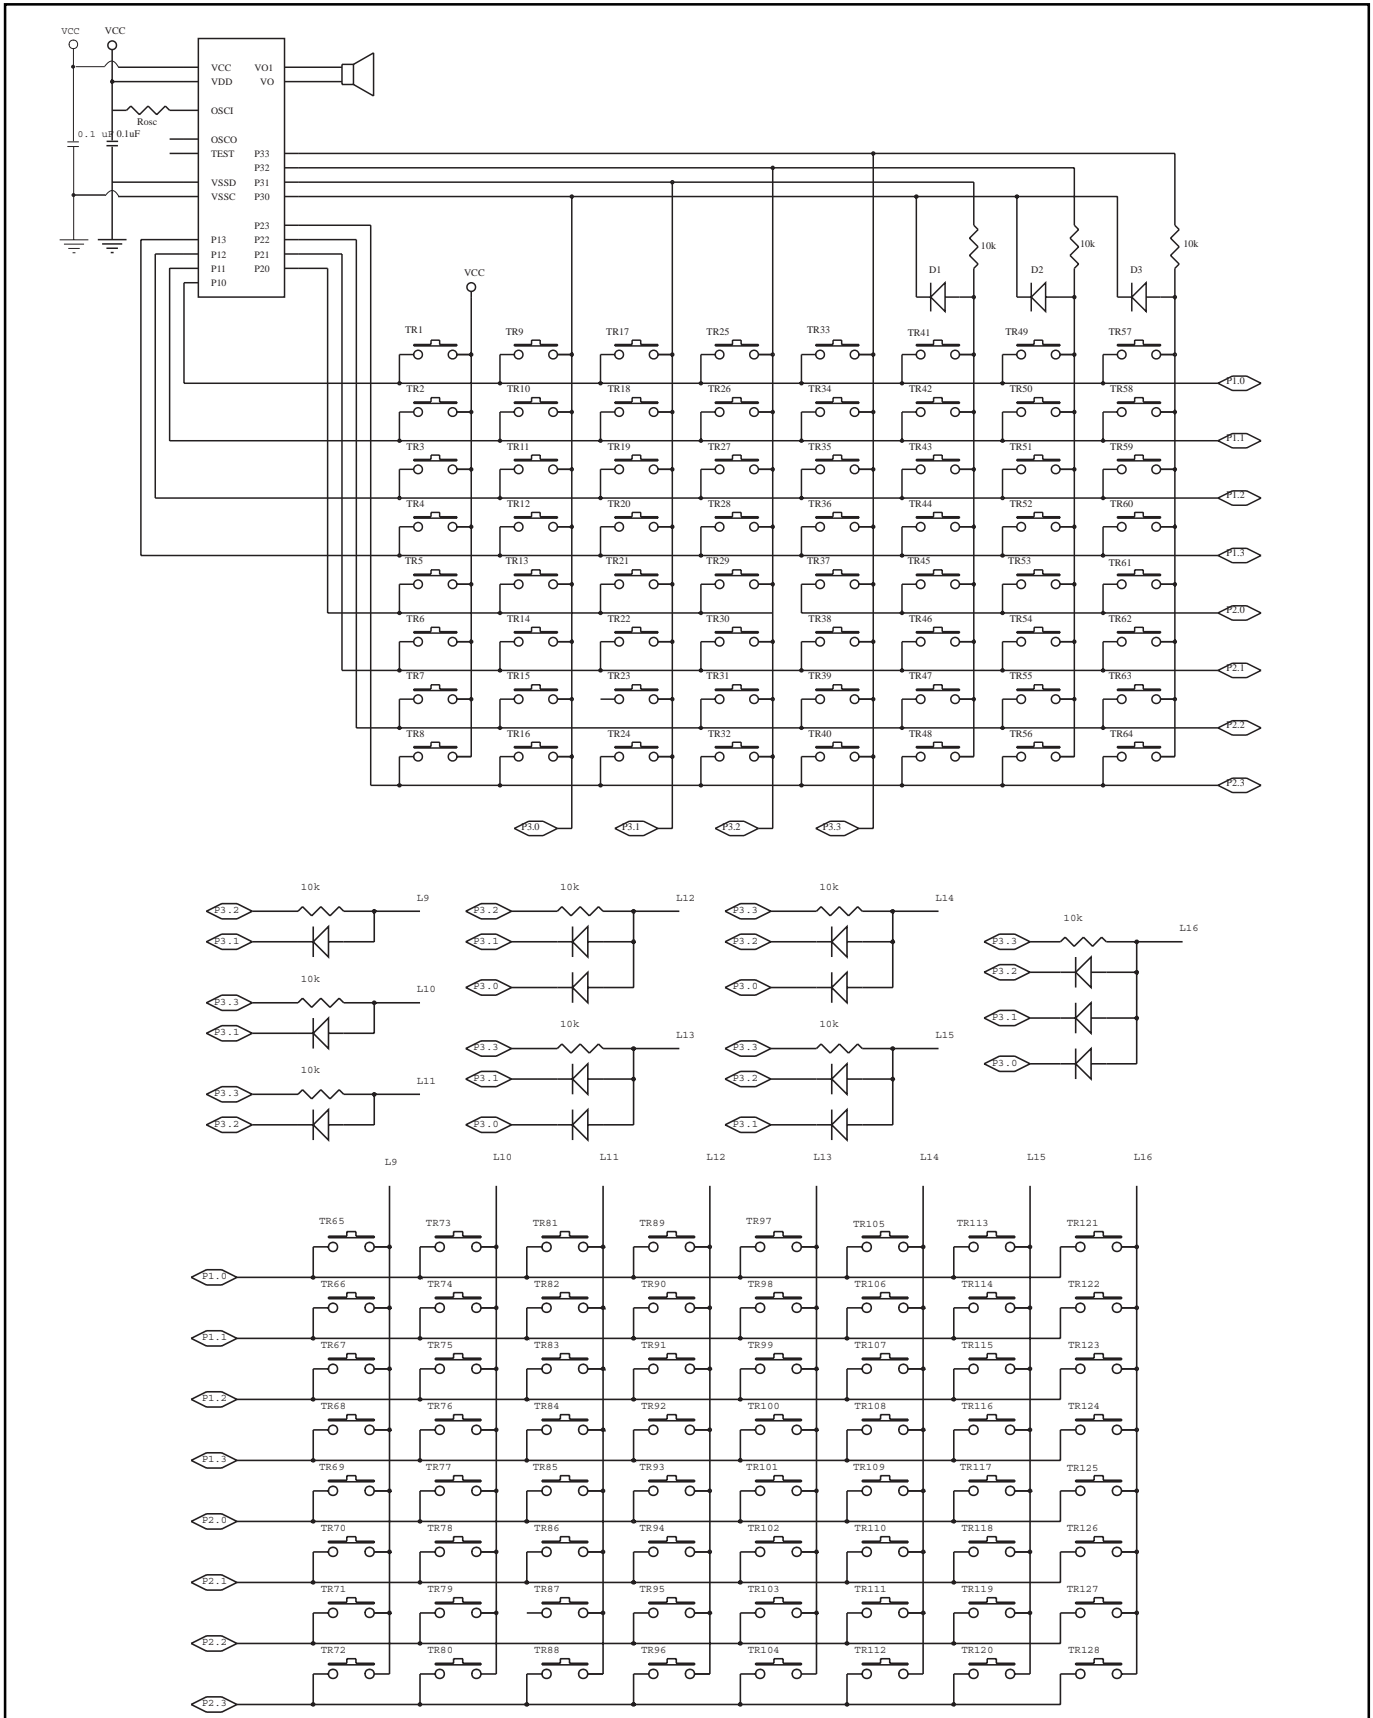 VCC VCC
VCC VO1
VDD VO
OSCI
Rosc
0.1 uF 0.1uF
OSCO
TEST P33
P32
VSSD P31
VSSC P30
P23
P13 P22
P12 P21
P11 P20
P10
10k 10k 10k
VCC D1 D2 D3
TR1 TR9 TR17 TR25 TR33 TR41 TR49 TR57
P1.0
TR2 TR10 TR18 TR26 TR34 TR42 TR50 TR58
P1.1
TR3 TR11 TR19 TR27 TR35 TR43 TR51 TR59
P1.2
TR4 TR12 TR20 TR28 TR36 TR44 TR52 TR60
P1.3
TR5 TR13 TR21 TR29 TR37 TR45 TR53 TR61
P2.0
TR6 TR14 TR22 TR30 TR38 TR46 TR54 TR62
P2.1
TR7 TR15 TR23 TR31 TR39 TR47 TR55 TR63
P2.2
TR8 TR16 TR24 TR32 TR40 TR48 TR56 TR64
P2.3
P3.0 P3.1 P3.2 P3.3
10k L9
P3.2
P3.1
10k L10
P3.3
P3.1
10k L11
P3.3
P3.2
10k L12
P3.2
P3.1
P3.0
10k L13
P3.3
P3.1
P3.0
10k L14
P3.3
P3.2
P3.0
10k L15
P3.3
P3.2
P3.1
10k L16
P3.3
P3.2
P3.1
P3.0
L9 L10 L11 L12 L13 L14 L15 L16
TR65 TR73 TR81 TR89 TR97 TR105 TR113 TR121
P1.0
TR66 TR74 TR82 TR90 TR98 TR106 TR114 TR122
P1.1
TR67 TR75 TR83 TR91 TR99 TR107 TR115 TR123
P1.2
TR68 TR76 TR84 TR92 TR100 TR108 TR116 TR124
P1.3
TR69 TR77 TR85 TR93 TR101 TR109 TR117 TR125
P2.0
TR70 TR78 TR86 TR94 TR102 TR110 TR118 TR126
P2.1
TR71 TR79 TR87 TR95 TR103 TR111 TR119 TR127
P2.2
TR72 TR80 TR88 TR96 TR104 TR112 TR120 TR128
P2.3